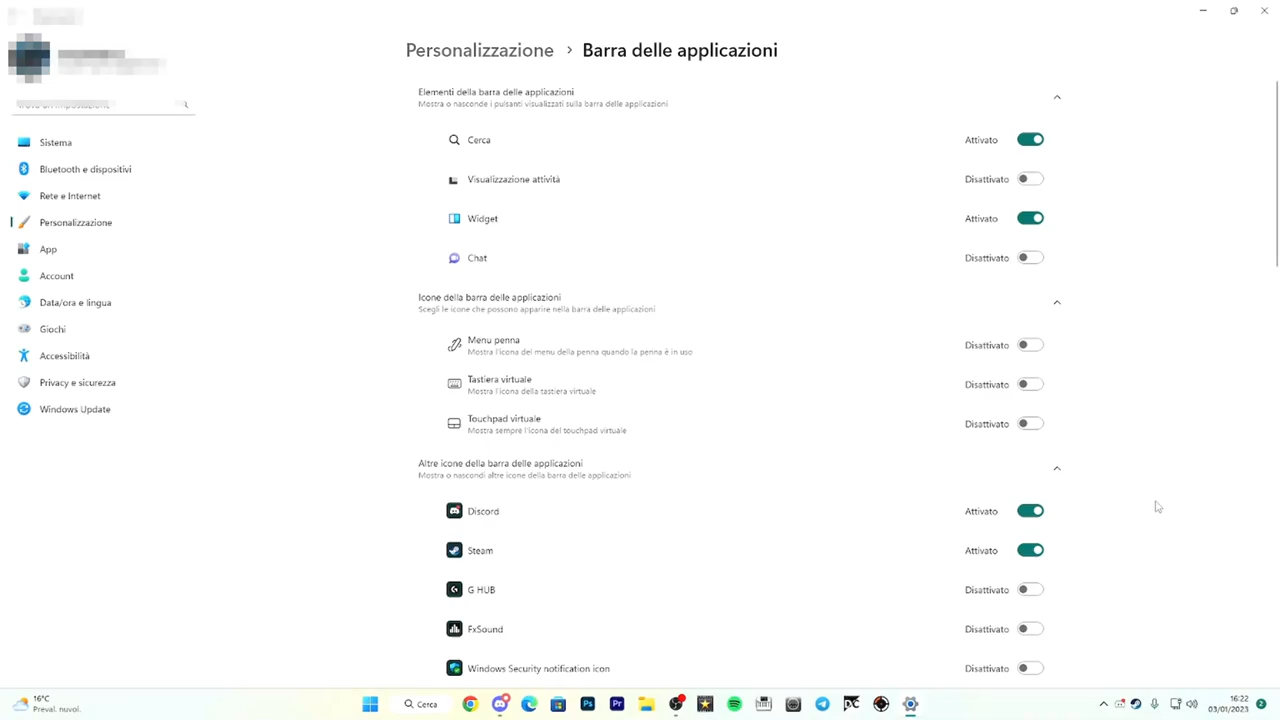 Personalizzazione > Barra delle applicazioni
Elementi della barra delle applicazioni
Mostra o nasconde i pulsanti visualizzati sulla barra delle applicazioni
Cerca Attivato
Sistema
Bluetooth e dispositivi
Visualizzazione attività Disattivato
Rete e Internet
Personalizzazione
Widget Attivato
App
Chat Disattivato
Account
Data/ora e lingua
Icone della barra delle applicazioni
Scegli le icone che possono apparire nella barra delle applicazioni
Giochi
Menu penna
Mostra l'icona del menu della penna quando la penna è in uso
Disattivato
Accessibilità
Privacy e sicurezza
Tastiera virtuale
Mostra l'icona della tastiera virtuale
Disattivato
Windows Update
Touchpad virtuale
Mostra sempre l'icona del touchpad virtuale
Disattivato
Altre icone della barra delle applicazioni
Mostra o nascondi altre icone della barra delle applicazioni
Discord Attivato
Steam Attivato
G HUB Disattivato
FxSound Disattivato
Windows Security notification icon Disattivato
16°C
Preval. nuvol.
Cerca
Ps
Pr
16:22
03/01/2023
2